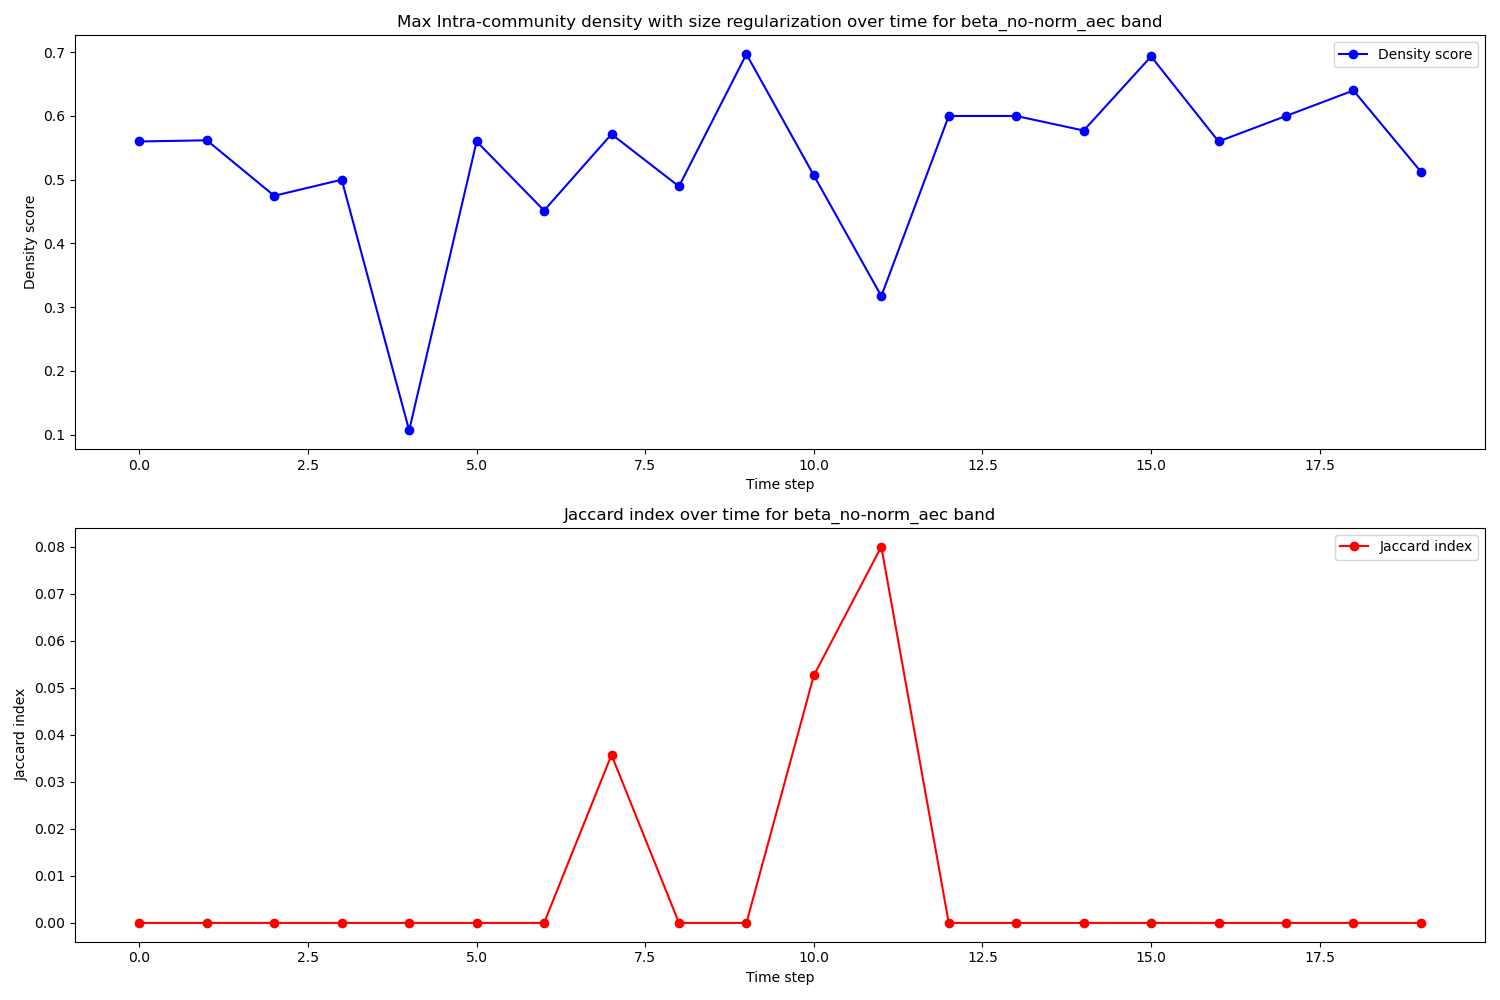 Max Intra-community density with size regularization over time for beta_no-norm_aec band
Density score
0.7
0.6
0.5
0.4
0.3
0.2
0.1
Density score
0.0 2.5 5.0 7.5 10.0 12.5 15.0 17.5
Time step
Jaccard index over time for beta_no-norm_aec band
Jaccard index
0.08
0.07
0.06
0.05
0.04
0.03
0.02
0.01
0.00
Jaccard index
0.0 2.5 5.0 7.5 10.0 12.5 15.0 17.5
Time step